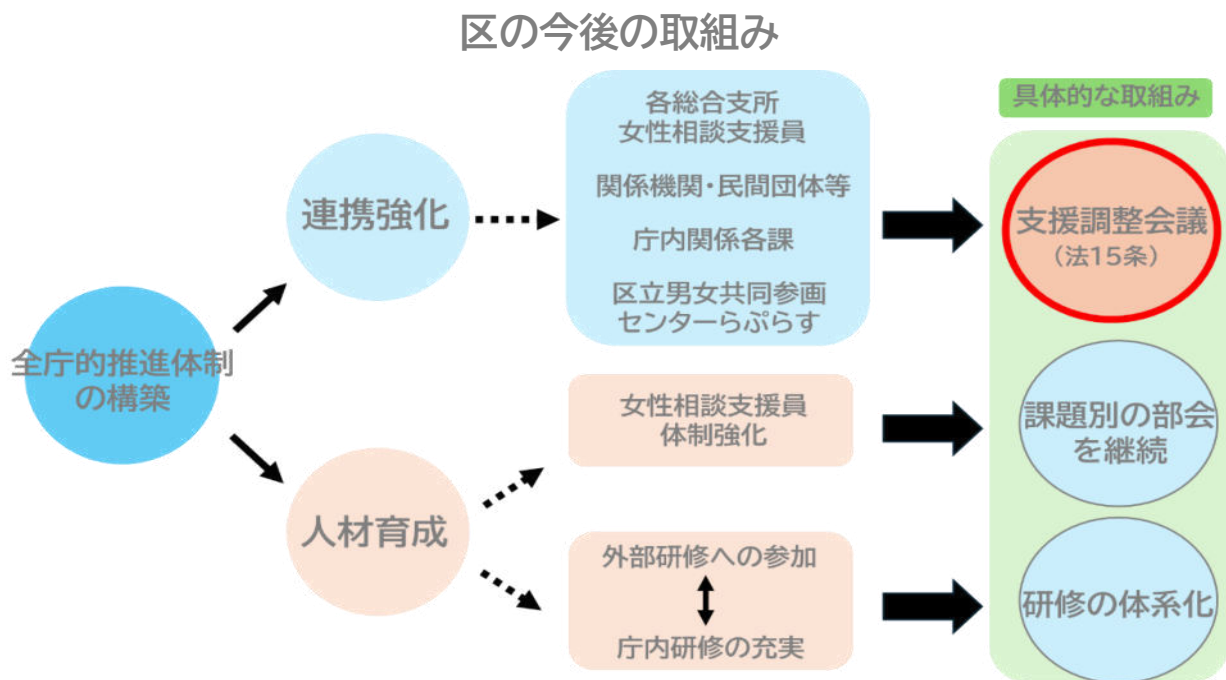 区の今後の取組み
全庁的推進体制
の構築
連携強化
人材育成
各総合支所
女性相談支援員
関係機関・民間団体等
庁内関係各課
区立男女共同参画
センターらぷらす
女性相談支援員
体制強化
外部研修への参加
庁内研修の充実
具体的な取組み
支援調整会議
（法15条）
課題別の部会
を継続
研修の体系化